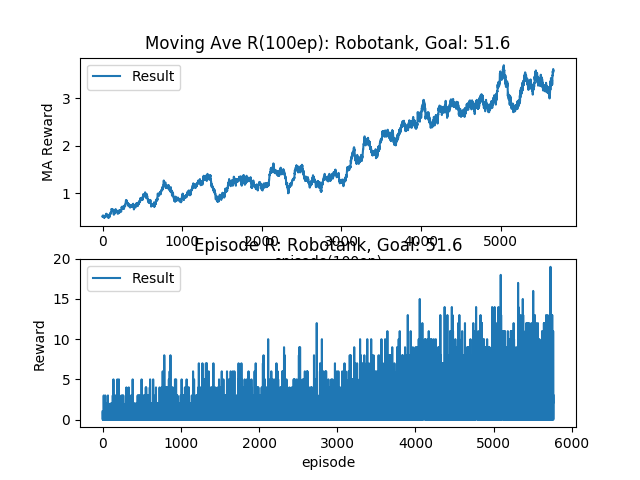 Moving Ave R(100ep): Robotank, Goal: 51.6
Result
MA Reward
3
2
1
0 1000 2000 3000 4000 5000
episode(100ep)
Episode R: Robotank, Goal: 51.6
Result
Reward
20
15
10
5
0
0 1000 2000 3000 4000 5000 6000
episode